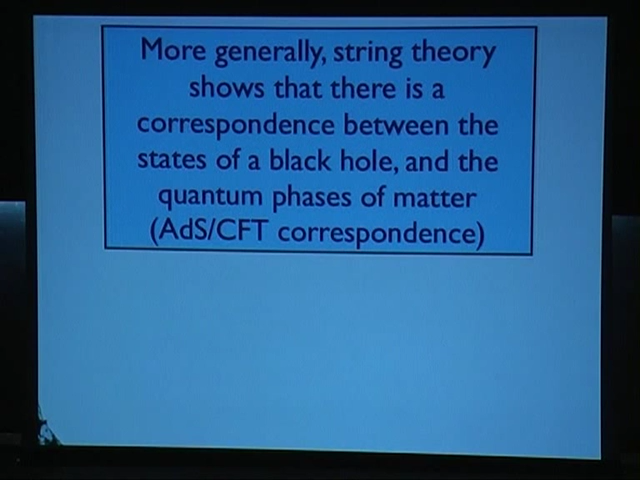 More generally, string theory
shows that there is a
correspondence between the
states of a black hole, and the
quantum phases of matter
(AdS/CFT correspondence)